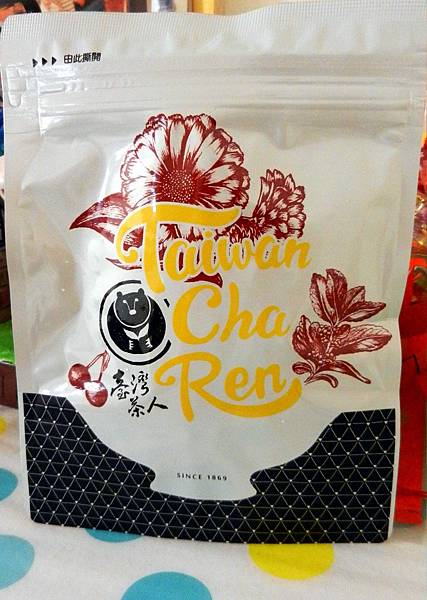 ▶▶▶ 由此撕開
Taiwan
Cha
Ren
臺灣
茶人
SINCE 1869